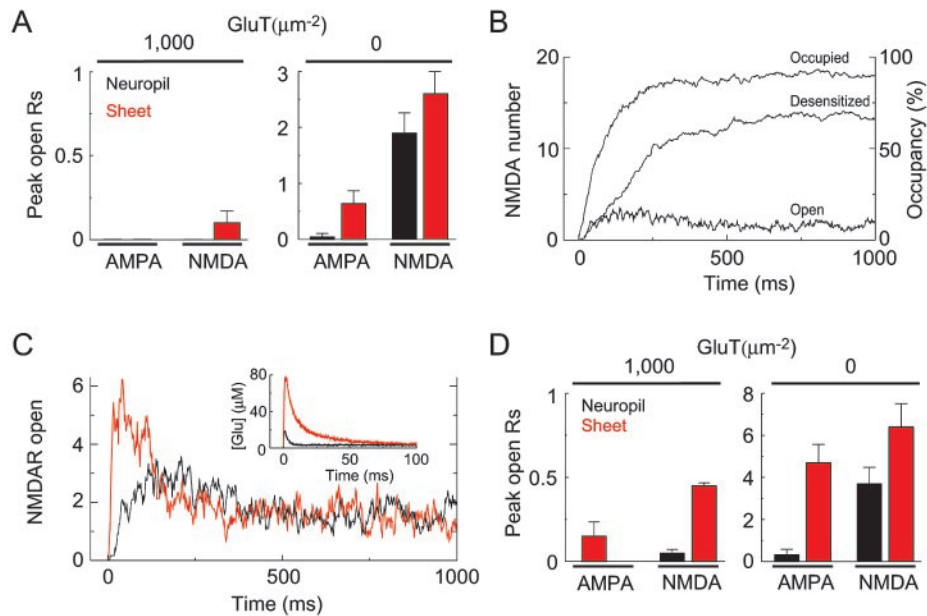 A
GluT(μm-2)
1,000
0
Peak open Rs
1
0.5
0
Neuropil
Sheet
AMPA
NMDA
3
2
1
0
AMPA
NMDA
B
NMDA number
20
10
0
Occupied
Desensitized
Open
100
50
0
Occupancy (%)
0
500
1000
Time (ms)
C
NMDAR open
6
4
2
0
[Glu] (μM)
80
40
0
0
50
100
Time (ms)
0
500
1000
Time (ms)
D
GluT(μm-2)
1,000
0
Peak open Rs
1
0.5
0
Neuropil
Sheet
AMPA
NMDA
8
6
4
2
0
AMPA
NMDA